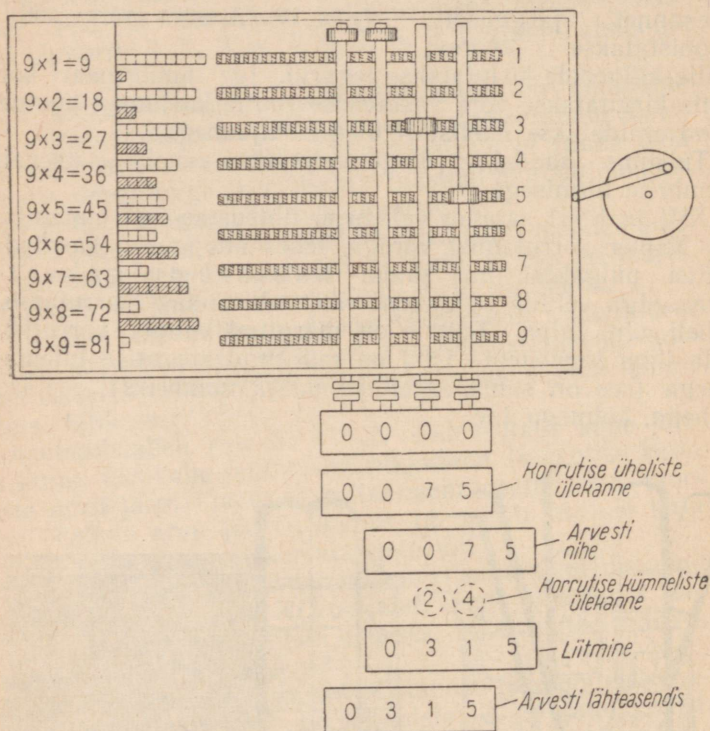 9×1=9
1
9×2=18
2
9×3=27
3
9×4=36
4
9×5=45
5
9×6=54
6
9×7=63
7
9×8=72
8
9×9=81
9
0 0 0 0
0 0 7 5
Korrutise üheliste
ülekanne
0 0 7 5
Arvesti
nihe
2 4
Korrutise kümneliste
ülekanne
0 3 1 5
Liitmine
0 3 1 5
Arvesti lähteasendis